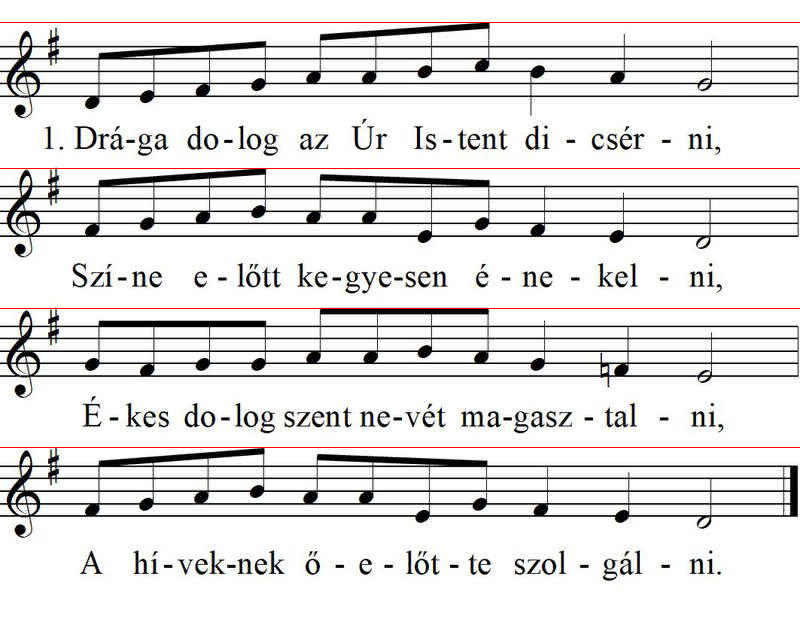 1. Drá-ga do-log az Úr Is-tent di - csér - ni,
Szí-ne e-lőtt ke-gye-sen é - ne - kel - ni,
É-kes do-log szent ne-vét ma-gasz - tal - ni,
A hí-vek-nek ő - e - lőt - te szol - gál - ni.